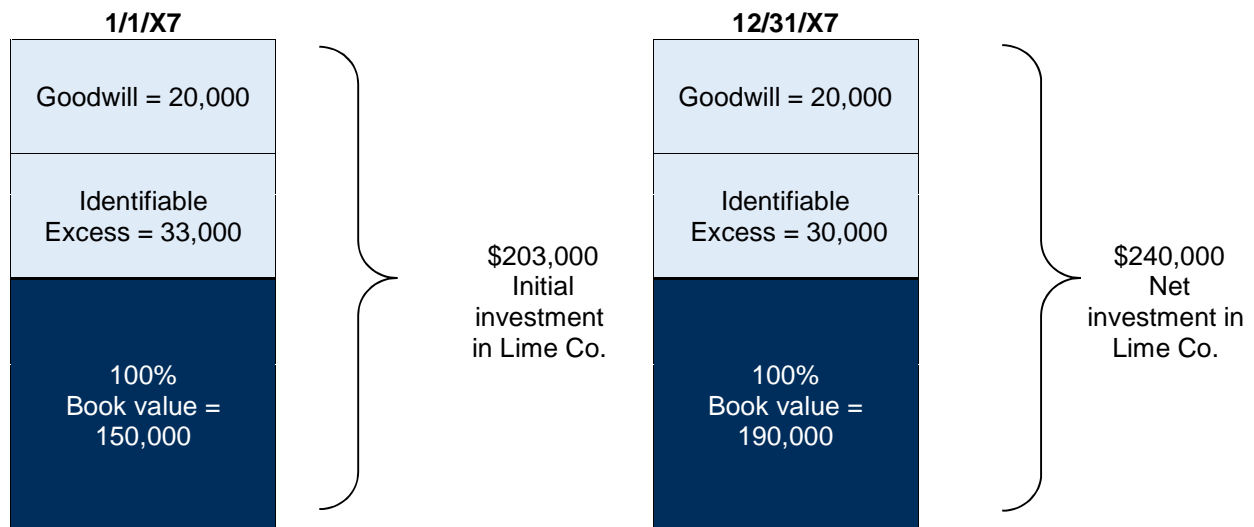 1/1/X7
Goodwill = 20,000
Identifiable
Excess = 33,000
100%
Book value =
150,000
$203,000
Initial
investment
in Lime Co.
12/31/X7
Goodwill = 20,000
Identifiable
Excess = 30,000
100%
Book value =
190,000
$240,000
Net
investment in
Lime Co.